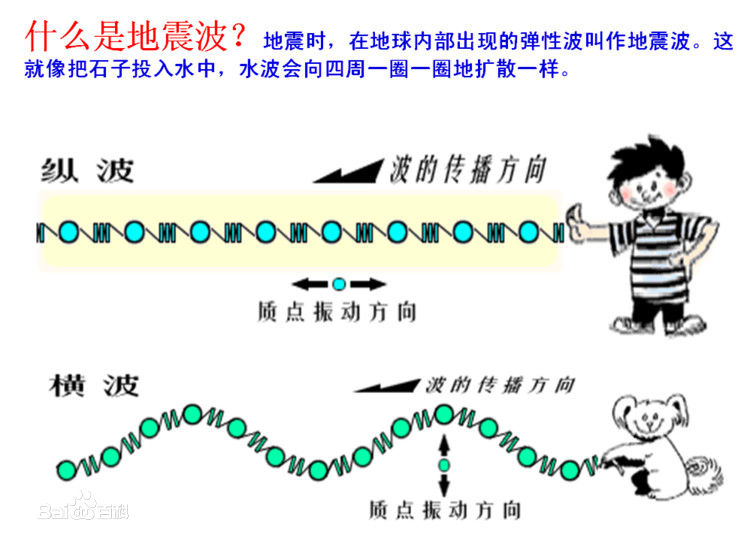 什么是地震波？地震时，在地球内部出现的弹性波叫作地震波。这
就像把石子投入水中，水波会向四周一圈一圈地扩散一样。
纵波
波的传播方向
质点振动方向
横波
波的传播方向
质点振动方向
Bai百科